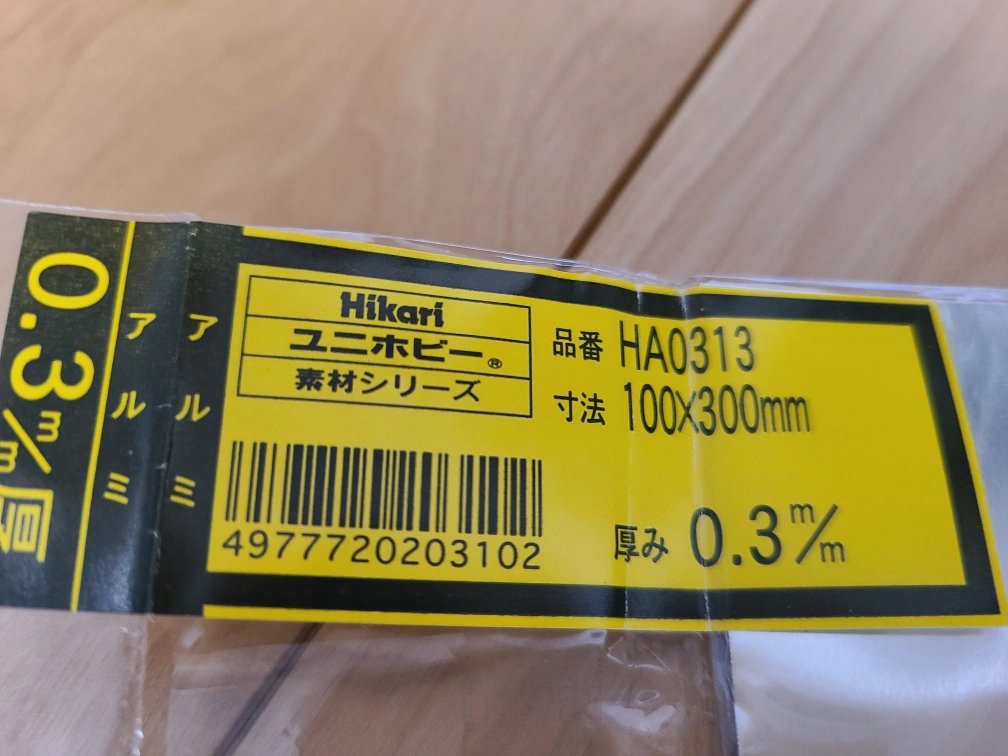 0.3m/m厚
アルミ
アルミ
Hikari
ユニホビー®
素材シリーズ
4977720203102
品番 HA0313
寸法 100X300mm
厚み 0.3 m/m